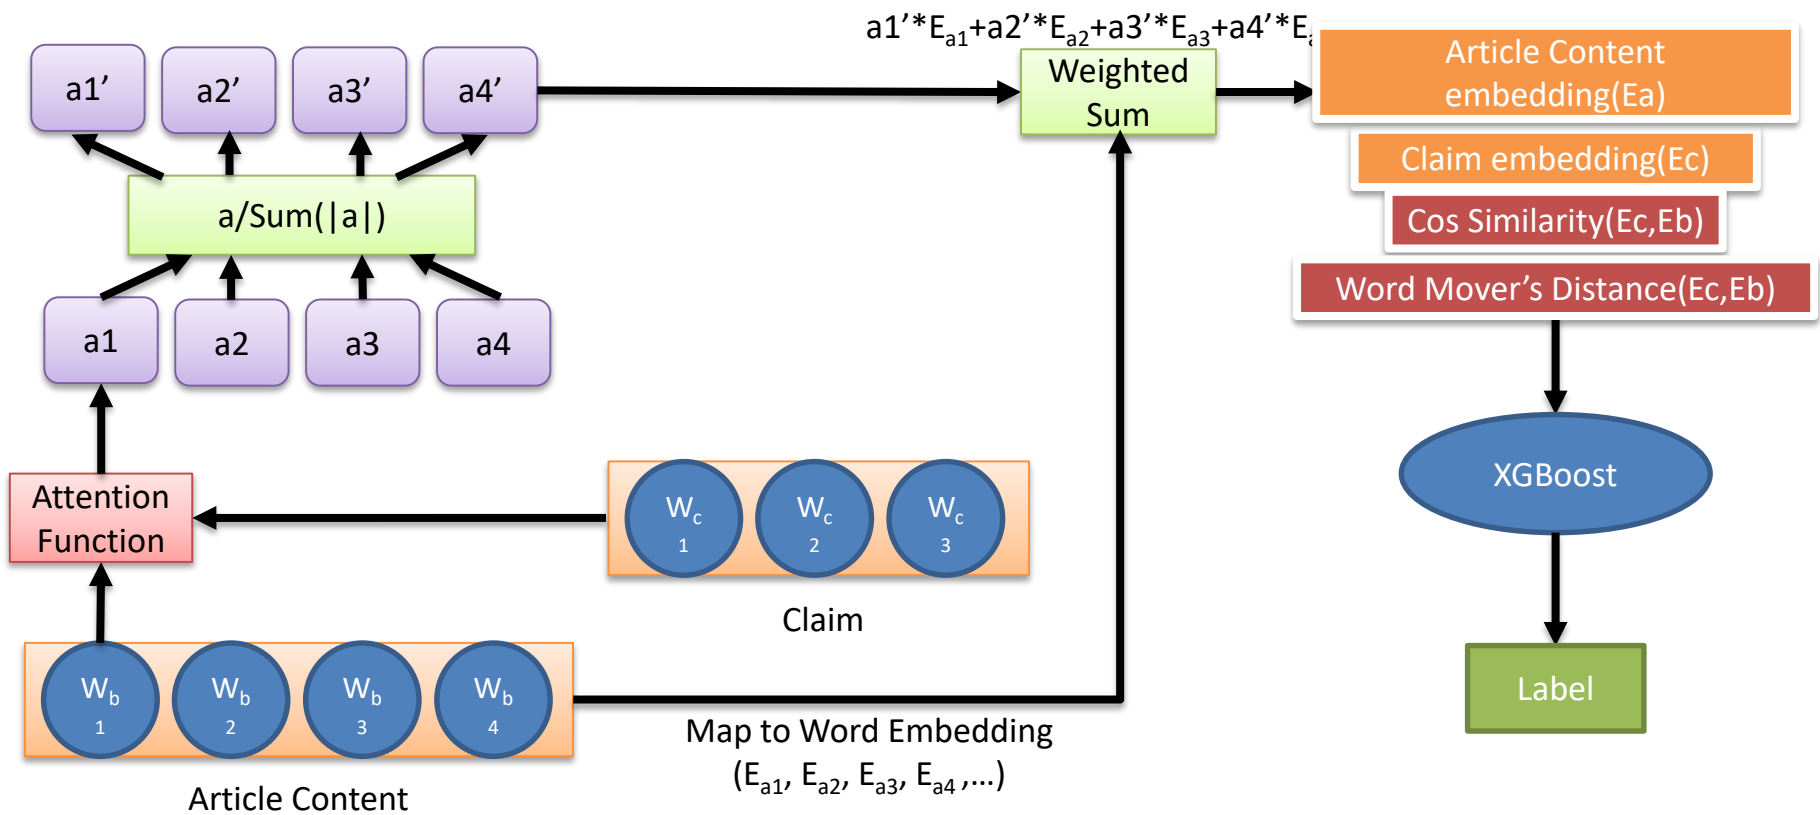 a1’*Ea1+a2’*Ea2+a3’*Ea3+a4’*Ea
a1’ a2’ a3’ a4’
Weighted
Sum
Article Content
embedding(Ea)
Claim embedding(Ec)
a/Sum(|a|)
Cos Similarity(Ec,Eb)
Word Mover’s Distance(Ec,Eb)
a1 a2 a3 a4
XGBoost
Attention
Function
Wc Wc Wc
1 2 3
Claim
Wb Wb Wb Wb
1 2 3 4
Label
Map to Word Embedding
(Ea1, Ea2, Ea3, Ea4 ,...)
Article Content